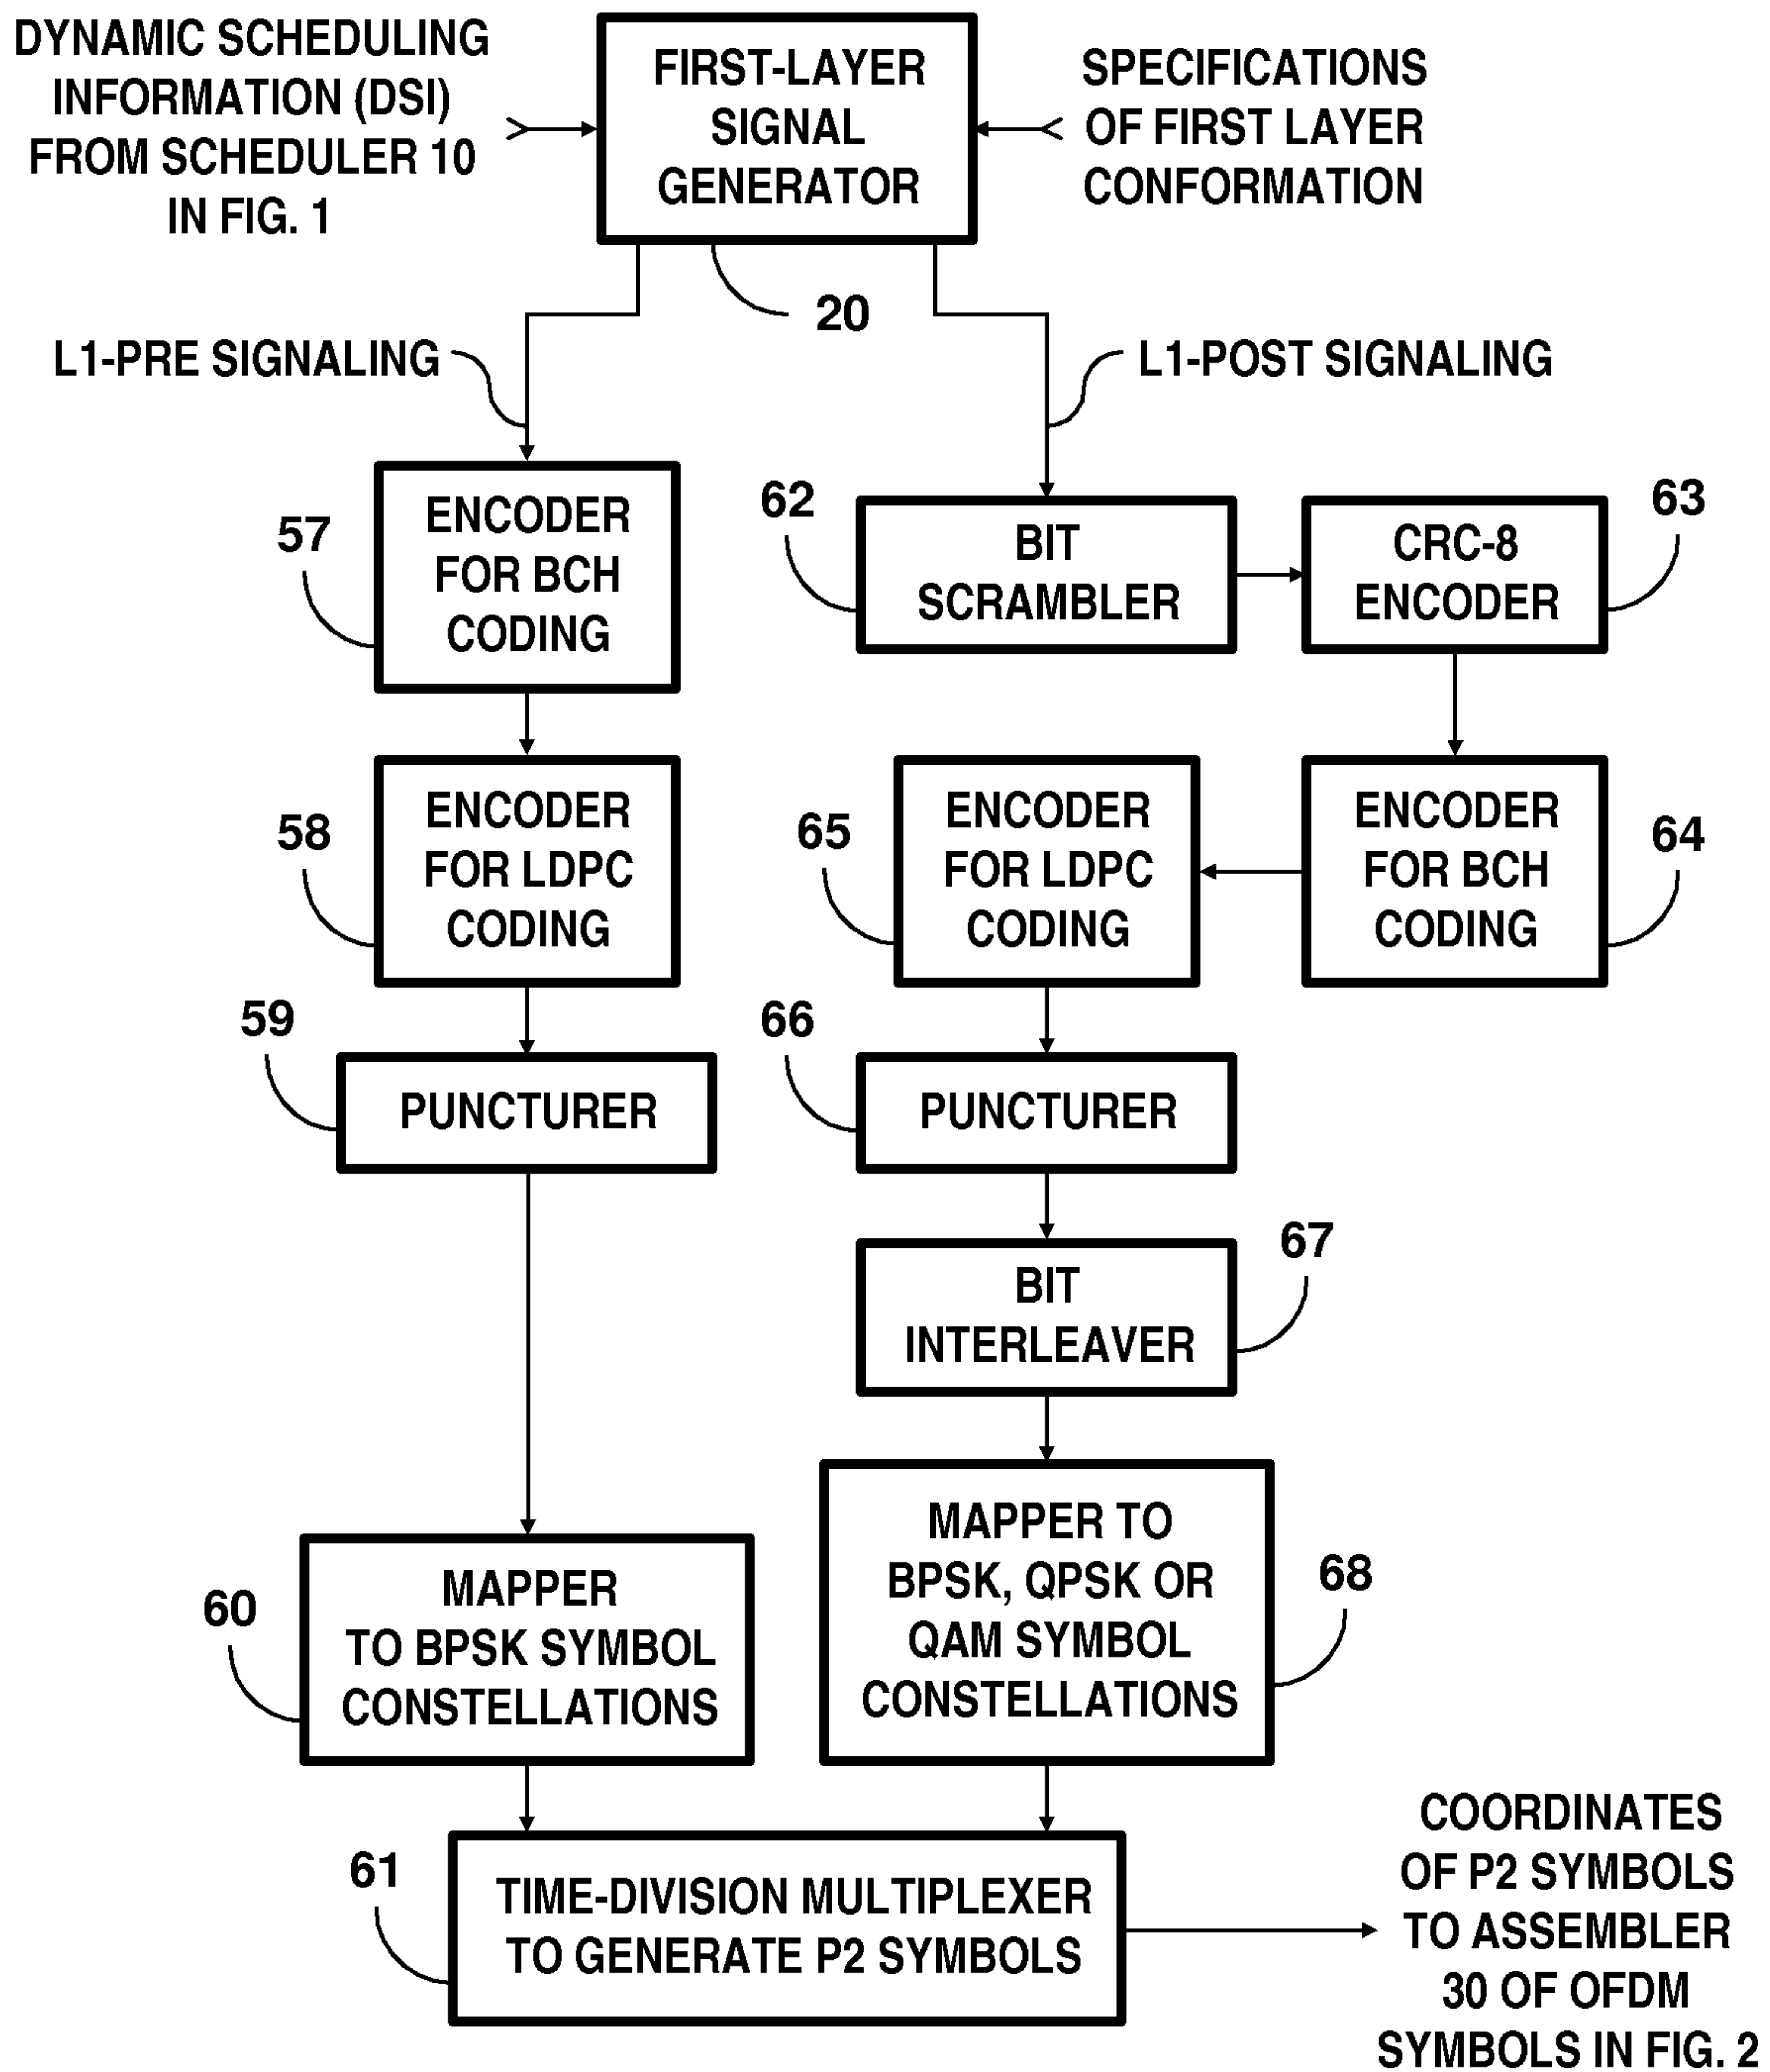 DYNAMIC SCHEDULING
INFORMATION (DSI)
FROM SCHEDULER 10
IN FIG. 1
FIRST-LAYER
SIGNAL
GENERATOR
SPECIFICATIONS
OF FIRST LAYER
CONFORMATION
20
L1-PRE SIGNALING
L1-POST SIGNALING
57
ENCODER
FOR BCH
CODING
62
BIT
SCRAMBLER
CRC-8
ENCODER
63
58
ENCODER
FOR LDPC
CODING
65
ENCODER
FOR LDPC
CODING
ENCODER
FOR BCH
CODING
64
59
PUNCTURER
66
PUNCTURER
67
BIT
INTERLEAVER
60
MAPPER
TO BPSK SYMBOL
CONSTELLATIONS
MAPPER TO
BPSK, QPSK OR
QAM SYMBOL
CONSTELLATIONS
68
61
TIME-DIVISION MULTIPLEXER
TO GENERATE P2 SYMBOLS
COORDINATES
OF P2 SYMBOLS
TO ASSEMBLER
30 OF OFDM
SYMBOLS IN FIG. 2